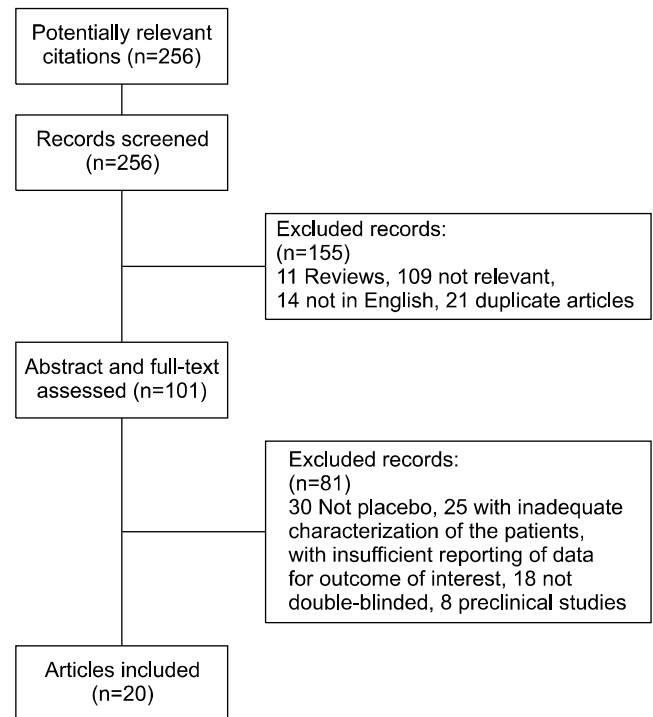 Potentially relevant
citations (n=256)
Records screened
(n=256)
Excluded records:
(n=155)
11 Reviews, 109 not relevant,
14 not in English, 21 duplicate articles
Abstract and full-text
assessed (n=101)
Excluded records:
(n=81)
30 Not placebo, 25 with inadequate
characterization of the patients,
with insufficient reporting of data
for outcome of interest, 18 not
double-blinded, 8 preclinical studies
Articles included
(n=20)